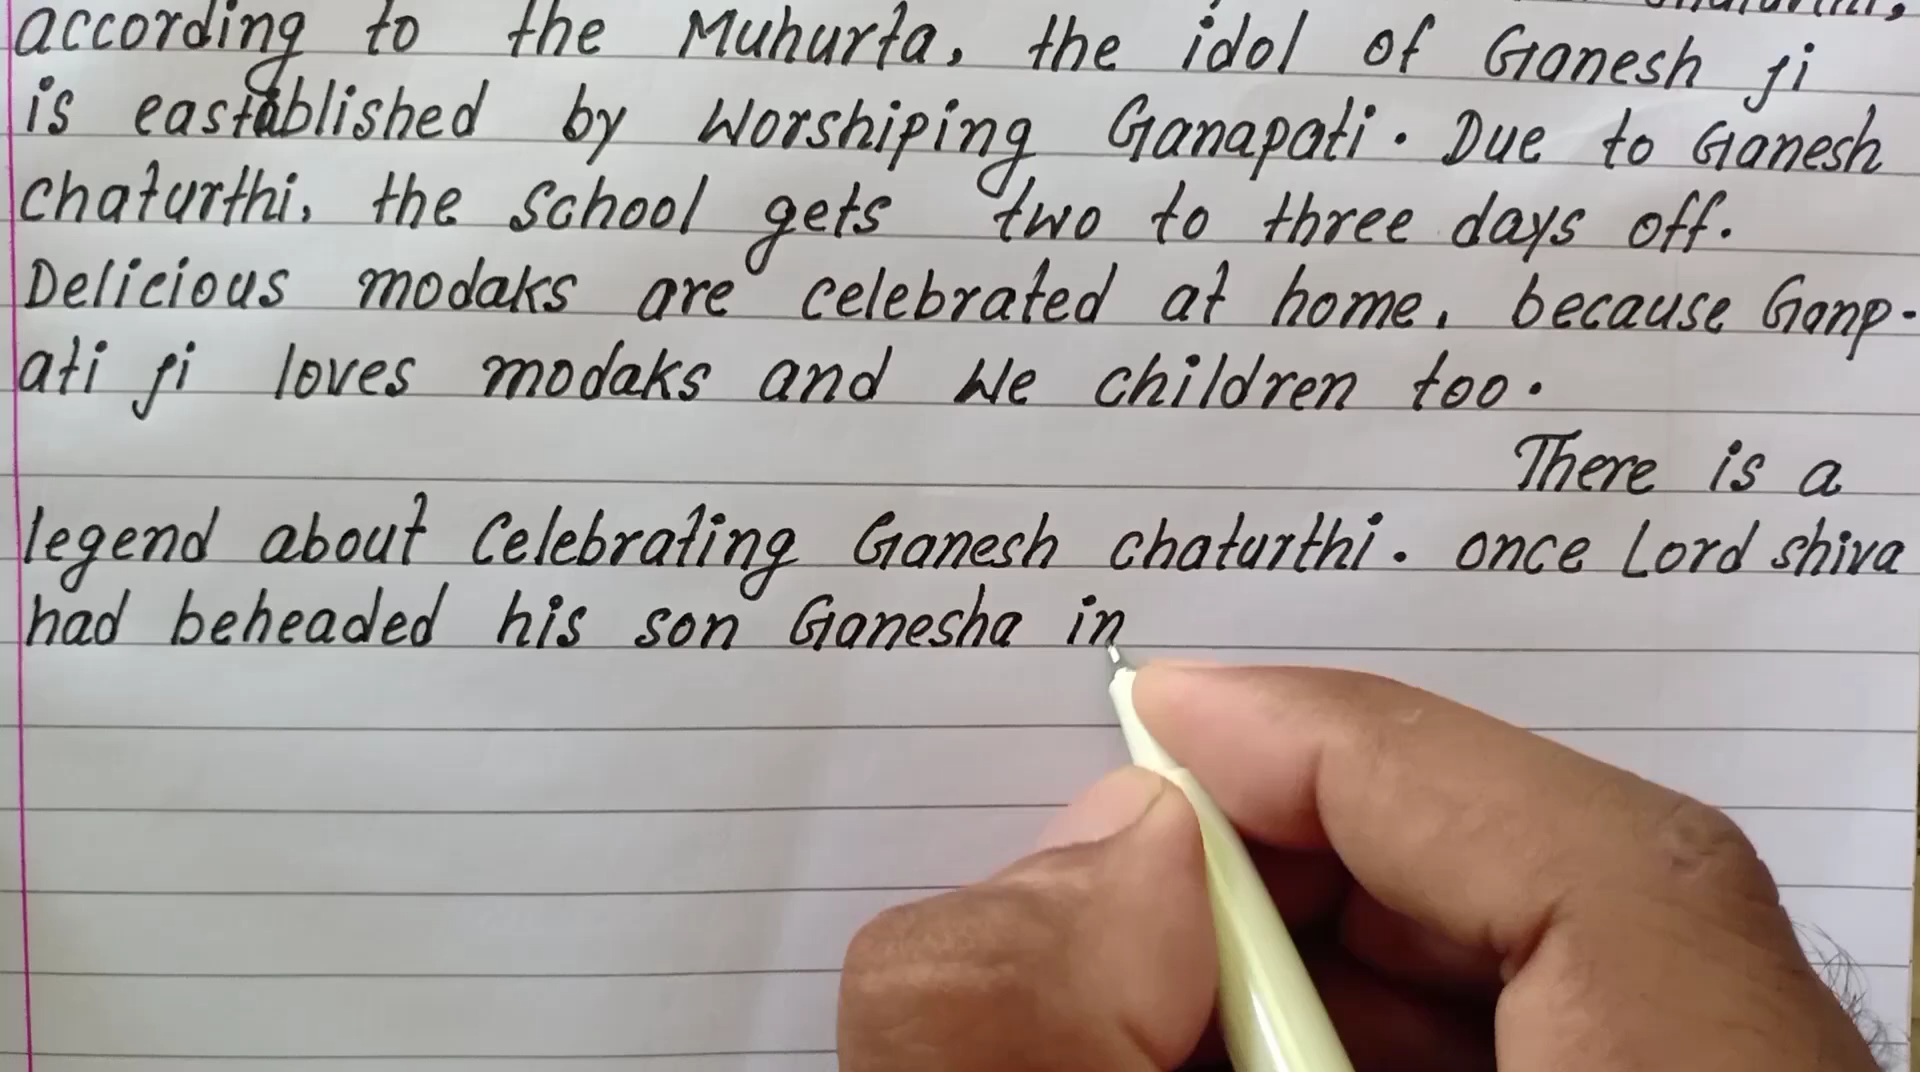 according to the Muhurta, the idol of Ganesh ji
is eastablished by Worshiping Ganapati. Due to Ganesh
chaturthi, the School gets two to three days off.
Delicious modaks are celebrated at home, because Ganp-
ati ji loves modaks and We children too.
There is a
legend about Celebrating Ganesh chaturthi. once Lord shiva
had beheaded his son Ganesha in